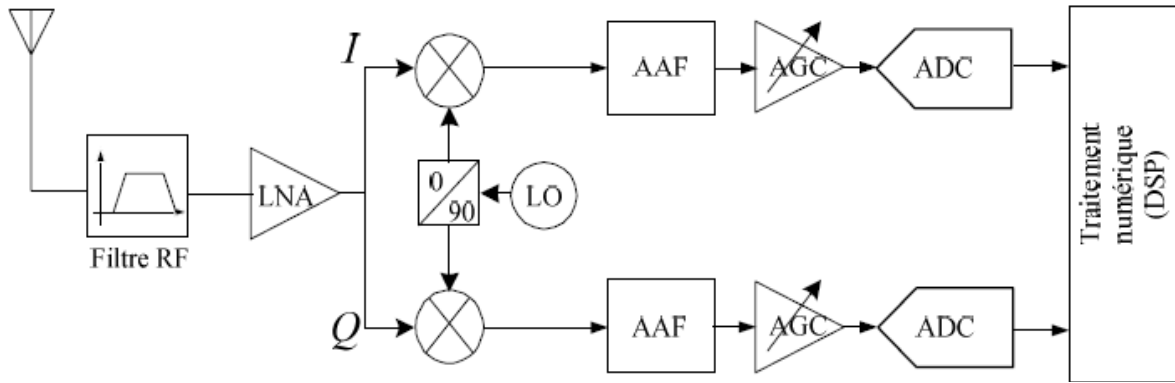 I
AAF
AGC
ADC
LNA
0
90
LO
Filtre RF
Q
AAF
AGC
ADC
Traitement
numérique
(DSP)